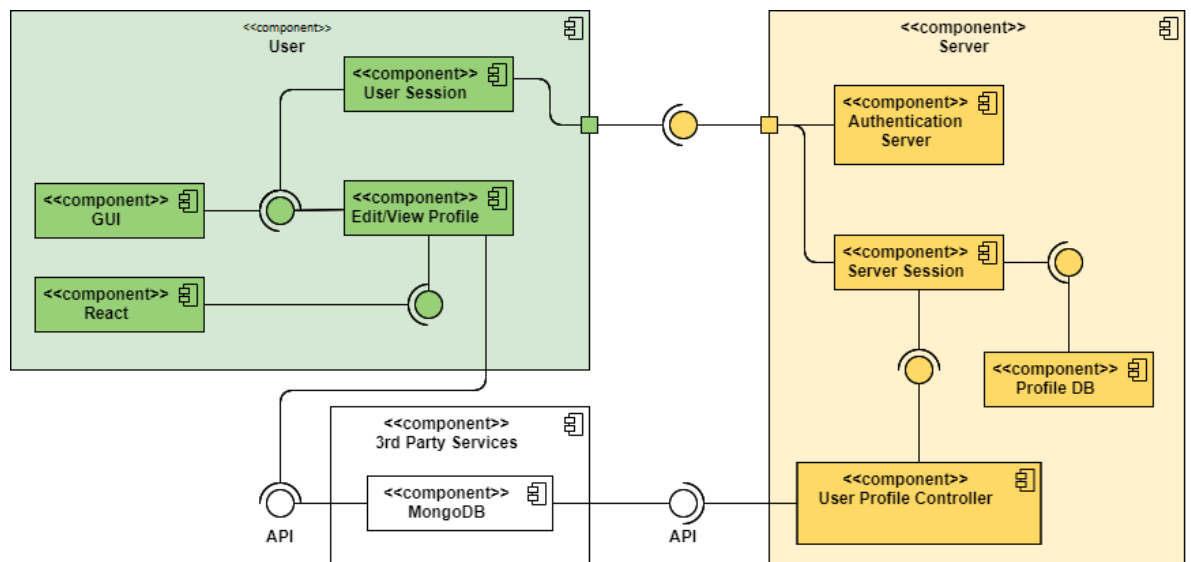 <<component>>
User
<<component>>
User Session
<<component>>
GUI
<<component>>
Edit/View Profile
<<component>>
React
<<component>>
Server
<<component>>
Authentication
Server
<<component>>
Server Session
<<component>>
Profile DB
<<component>>
User Profile Controller
<<component>>
3rd Party Services
<<component>>
MongoDB
API
API